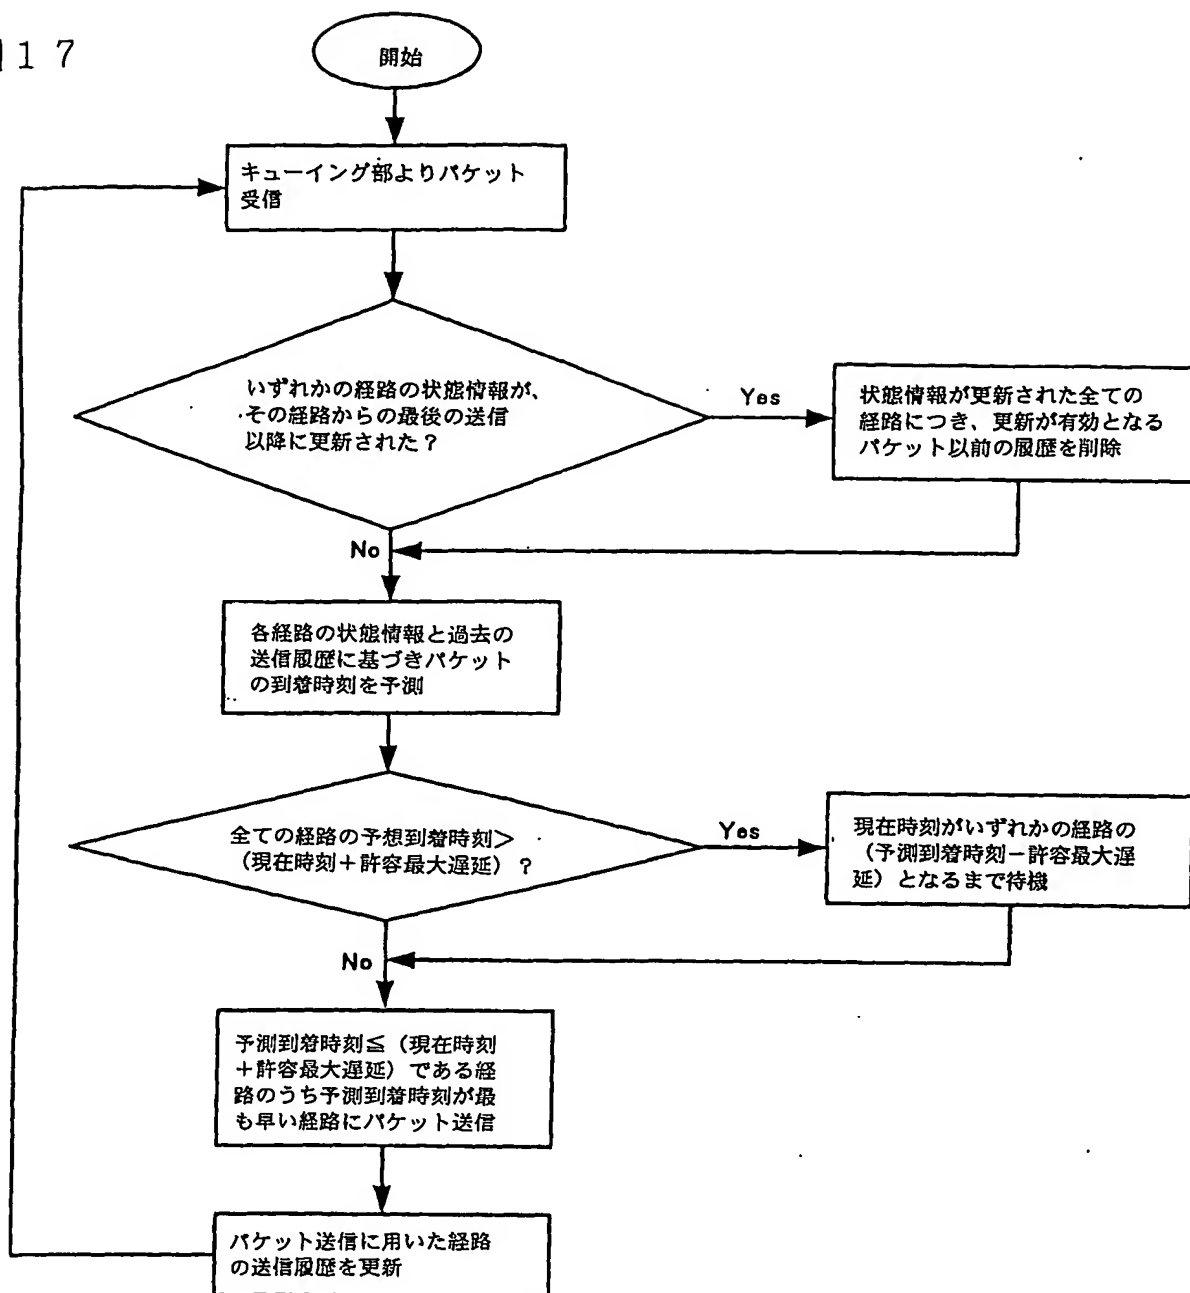 17
開始
キューイング部よりパケット
受信
いずれかの経路の状態情報が、
その経路からの最後の送信
以降に更新された？
Yes
状態情報が更新された全ての
経路につき、更新が有効となる
パケット以前の履歴を削除
No
各経路の状態情報と過去の
送信履歴に基づきパケット
の到着時刻を予測
全ての経路の予想到着時刻＞
（現在時刻＋許容最大遅延）？
Yes
現在時刻がいずれかの経路の
（予測到着時刻－許容最大遅
延）となるまで待機
No
予測到着時刻≦（現在時刻
＋許容最大遅延）である経
路のうち予測到着時刻が最
も早い経路にパケット送信
パケット送信に用いた経路
の送信履歴を更新